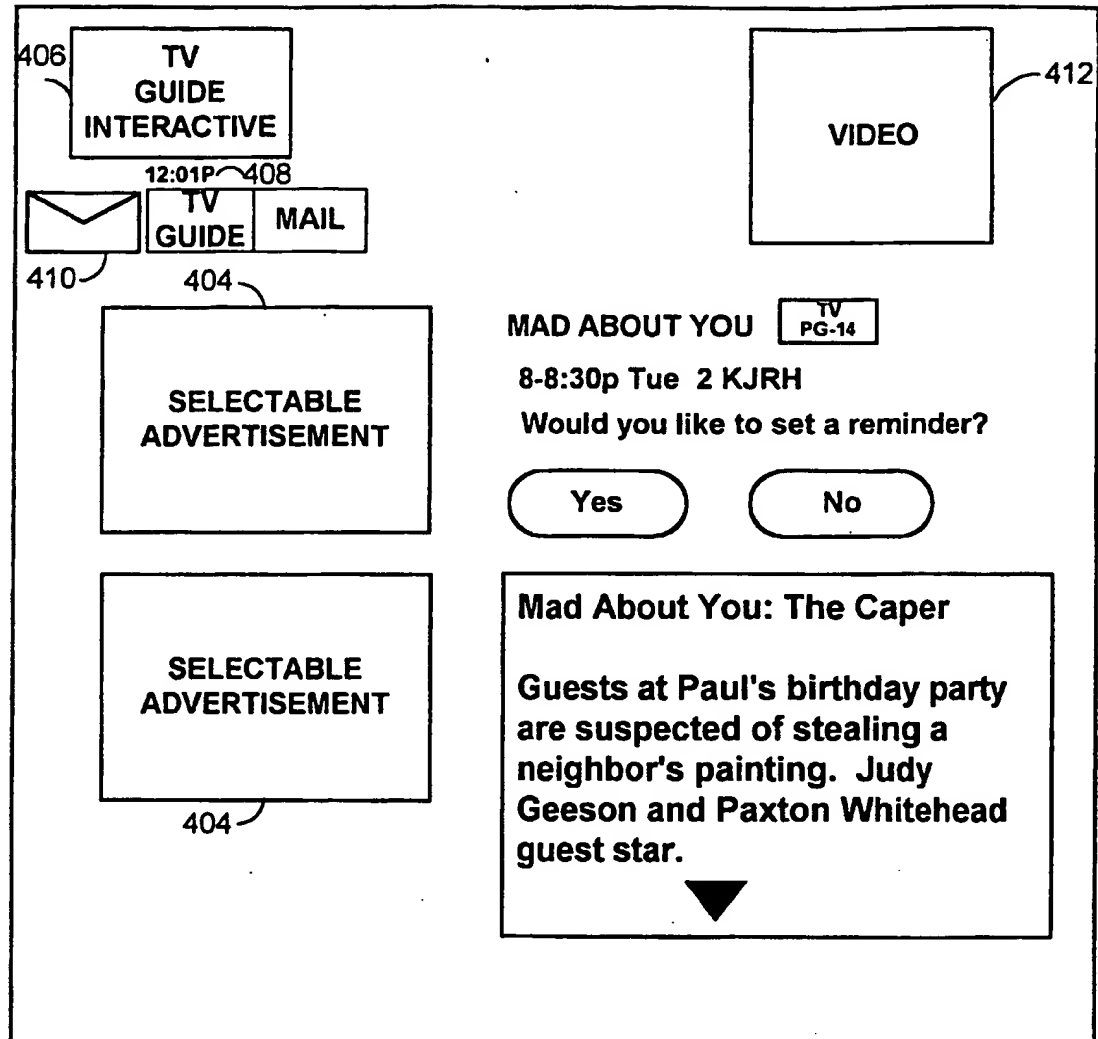 406
TV
GUIDE
INTERACTIVE
VIDEO
412
12:01P
408
TV
GUIDE
MAIL
410
404
SELECTABLE
ADVERTISEMENT
MAD ABOUT YOU
TV
PG-14
8-8:30p Tue 2 KJRH
Would you like to set a reminder?
Yes
No
SELECTABLE
ADVERTISEMENT
404
Mad About You: The Caper
Guests at Paul's birthday party
are suspected of stealing a
neighbor's painting. Judy
Geeson and Paxton Whitehead
guest star.